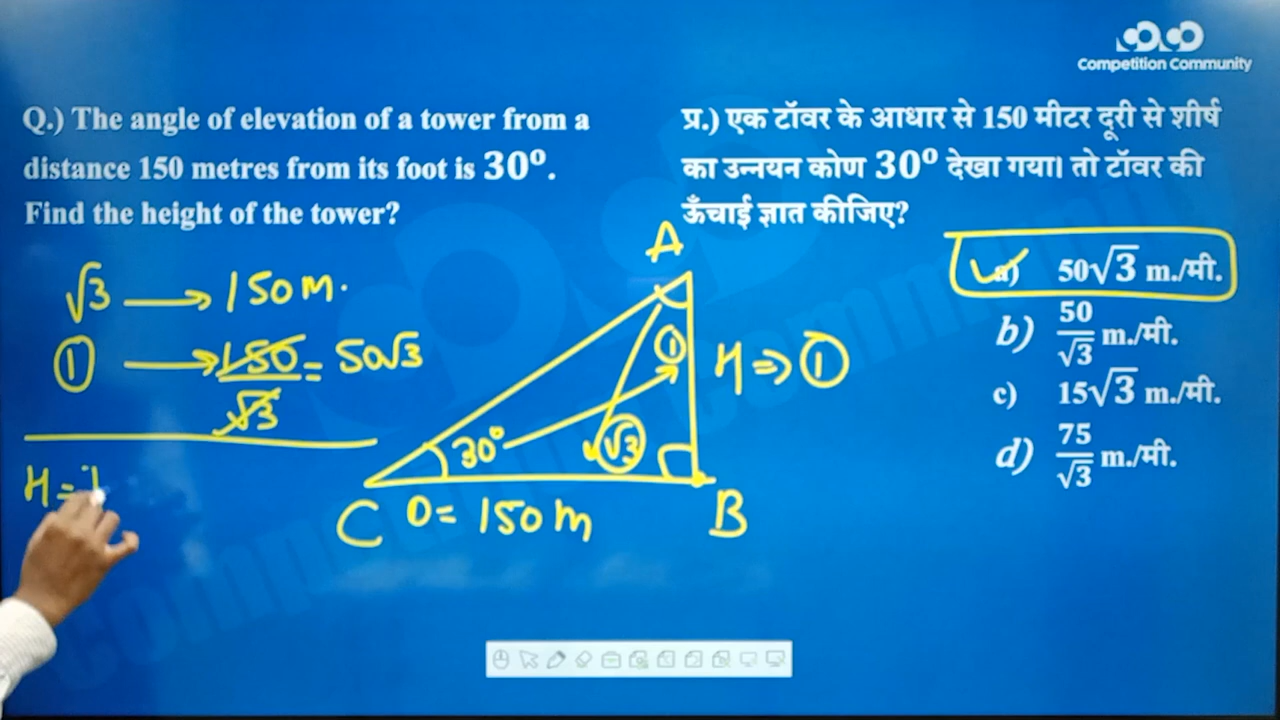 Competition Community
Q.) The angle of elevation of a tower from a
distance 150 metres from its foot is 30°.
Find the height of the tower?
प्र.) एक टॉवर के आधार से 150 मीटर दूरी से शीर्ष
का उन्नयन कोण 30° देखा गया। तो टॉवर की
ऊँचाई ज्ञात कीजिए?
√3 → 150 m.
① → 150/√3 = 50√3
H =
A
① H ⇒ ①
30° √3
C D = 150 m B
a) 50√3 m./मी.
b) 50/√3 m./मी.
c) 15√3 m./मी.
d) 75/√3 m./मी.